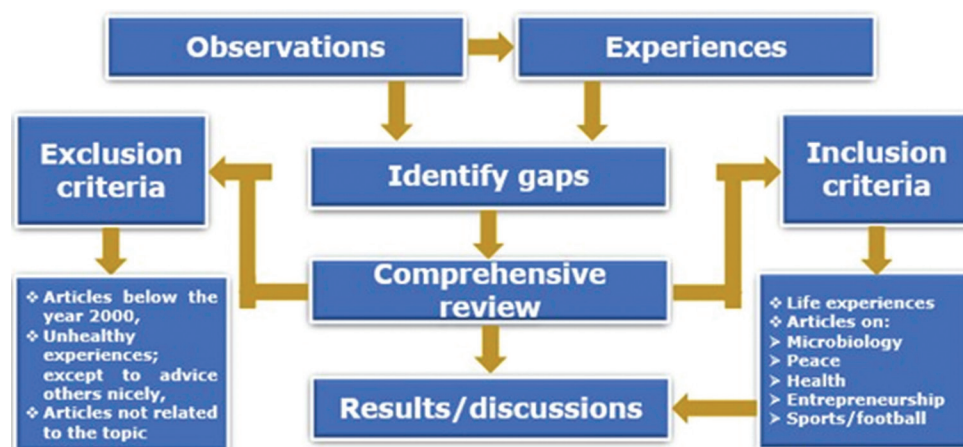 Observations
Experiences
Exclusion
criteria
Identify gaps
Inclusion
criteria
Comprehensive
review
❖ Articles below the
year 2000,
❖ Unhealthy
experiences;
except to advice
others nicely,
❖ Articles not related
to the topic
❖ Life experiences
❖ Articles on:
➢ Microbiology
➢ Peace
➢ Health
➢ Entrepreneurship
➢ Sports/football
Results/discussions